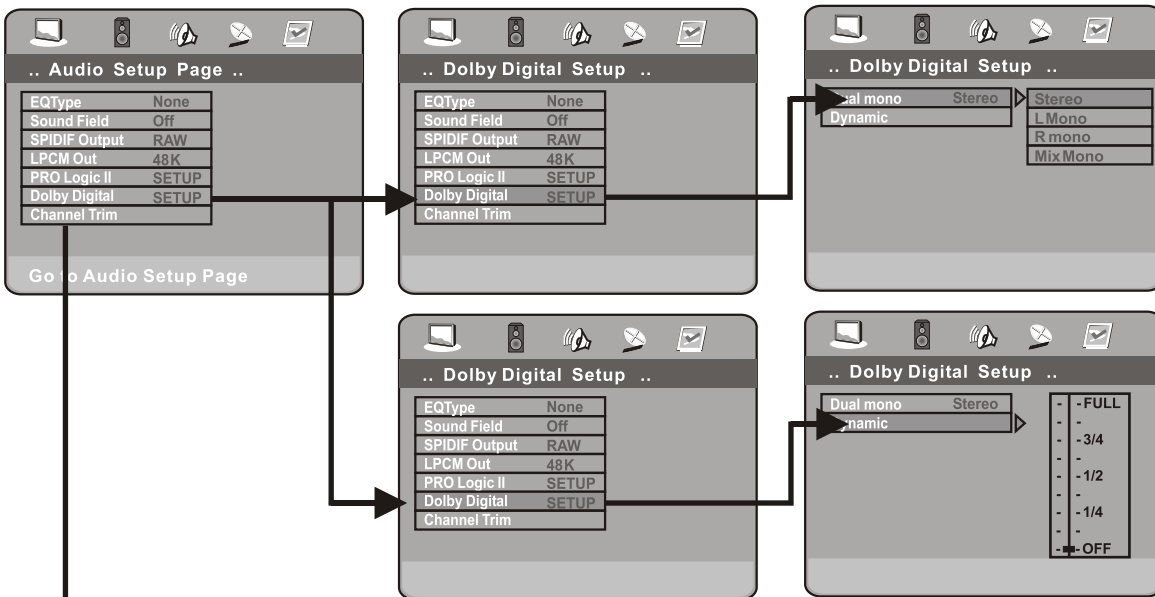 .. Audio Setup Page ..
EQType None
Sound Field Off
SPIDIF Output RAW
LPCM Out 48K
PRO Logic II SETUP
Dolby Digital SETUP
Channel Trim
Go to Audio Setup Page
.. Dolby Digital Setup ..
EQType None
Sound Field Off
SPIDIF Output RAW
LPCM Out 48K
PRO Logic II SETUP
Dolby Digital SETUP
Channel Trim
.. Dolby Digital Setup ..
Dual mono Stereo
Dynamic
Stereo
L Mono
R mono
Mix Mono
.. Dolby Digital Setup ..
EQType None
Sound Field Off
SPIDIF Output RAW
LPCM Out 48K
PRO Logic II SETUP
Dolby Digital SETUP
Channel Trim
.. Dolby Digital Setup ..
Dual mono Stereo
Dynamic
- - FULL
- -
- - 3/4
- -
- - 1/2
- -
- - 1/4
- -
- - OFF